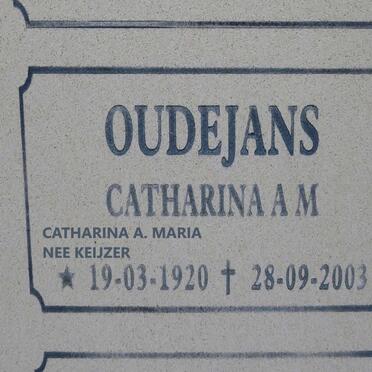 OUDEJANS
CATHARINA A M
CATHARINA A. MARIA
NEE KEIJZER
★ 19-03-1920 † 28-09-2003